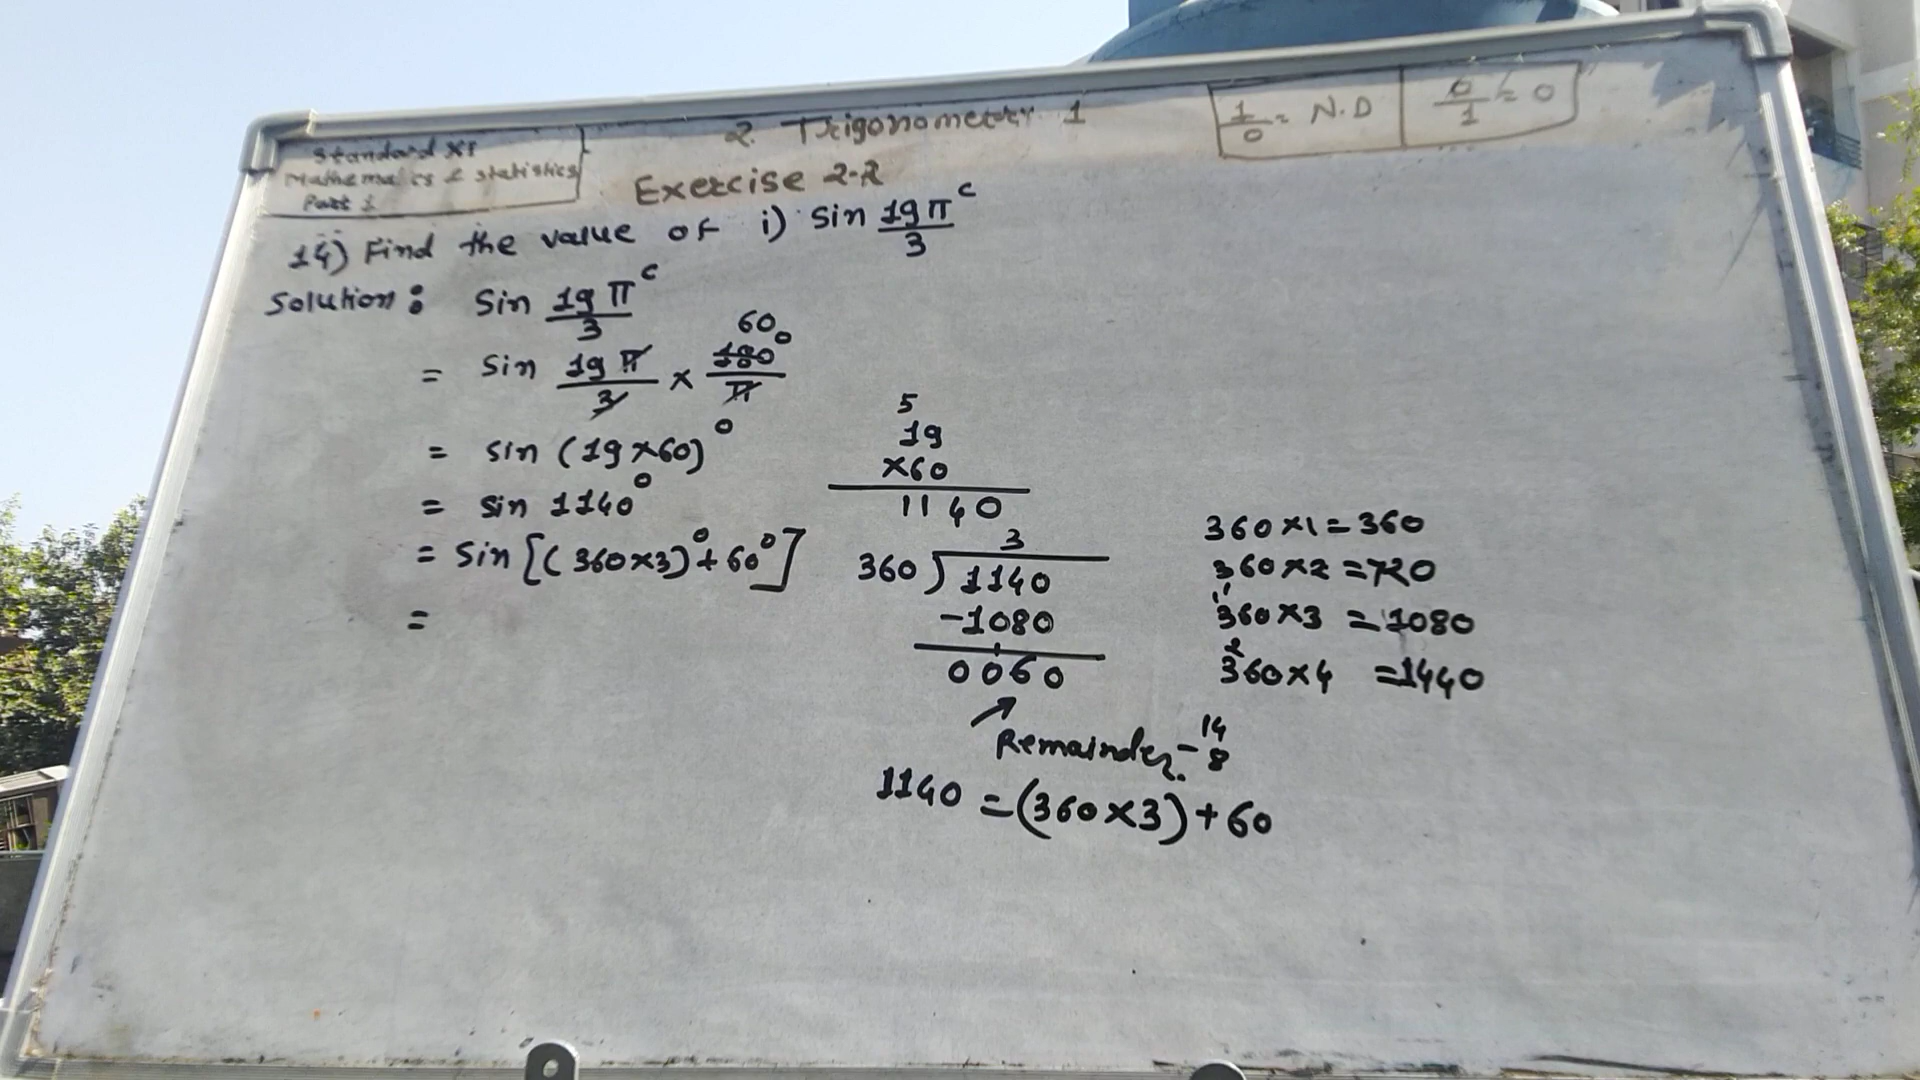 Standard XI
Mathematics & statistics
Part 1
2. Trigonometry 1
1/0 = N.D
0/1 = 0
Exercise 2.2
14) Find the value of i) sin 19π/3 ᶜ
Solution : Sin 19π/3 ᶜ
= sin 19π/3 × 180°/π
60
= sin (19×60)°
= sin 1140°
= sin [(360×3)° + 60°]
=
5
19
×60
1140
3
360 ) 1140
-1080
0060
Remainder.
-14
8
1140 = (360×3)+60
360×1=360
360×2=720
360×3=1080
360×4=1440